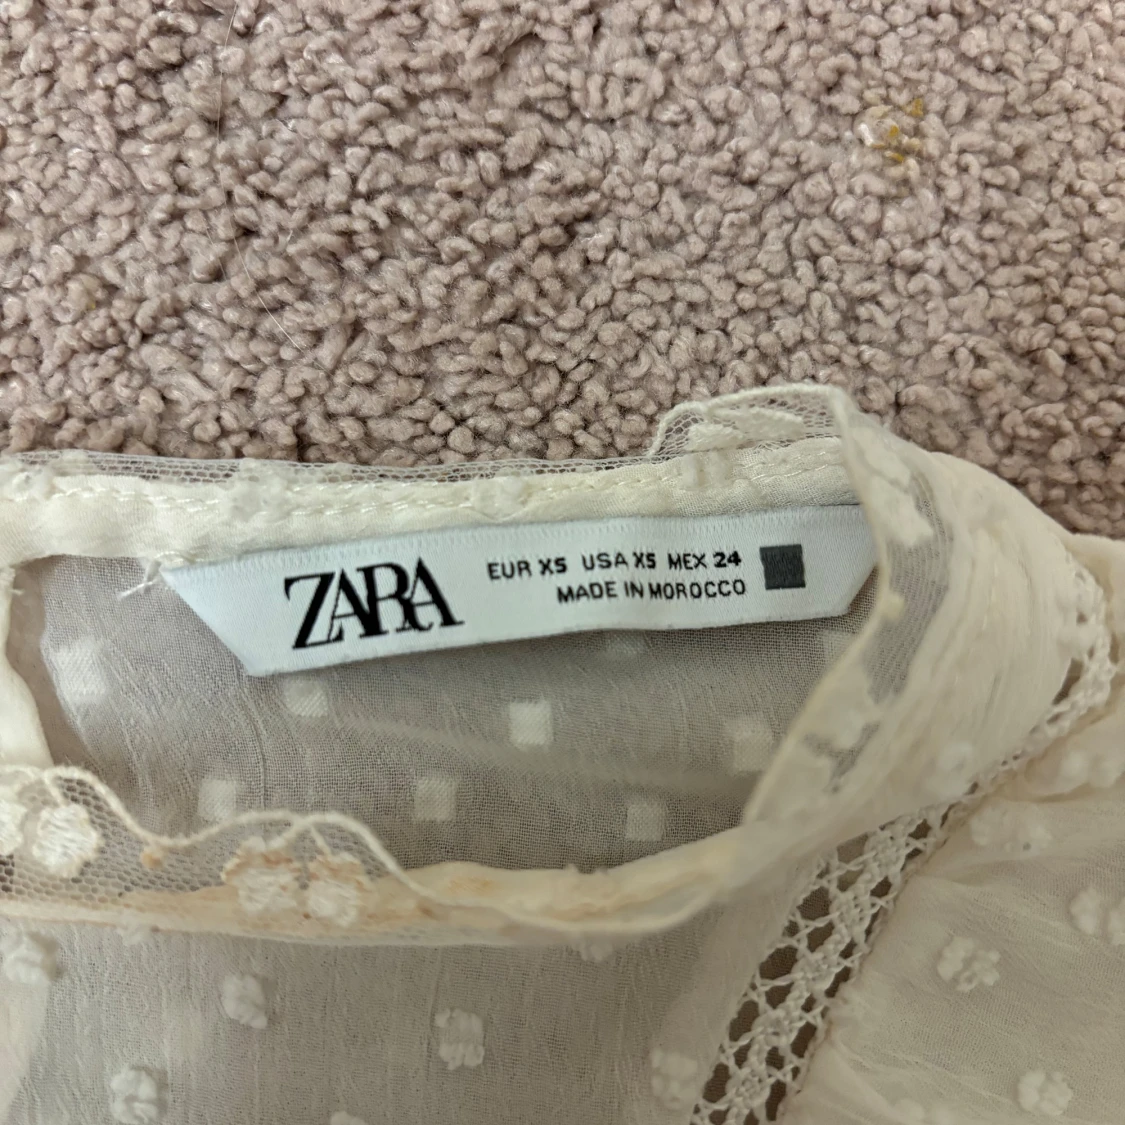 ZARA
EUR XS USA XS MEX 24
MADE IN MOROCCO